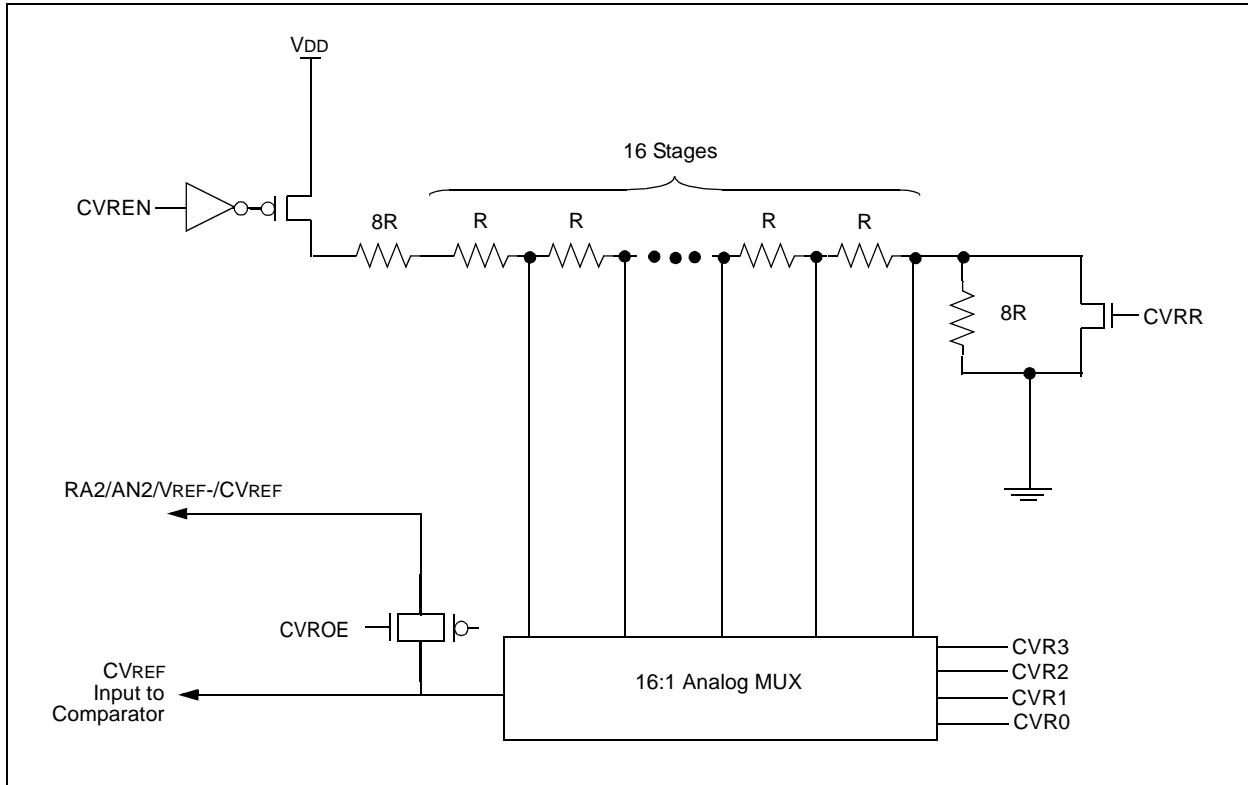 VDD
16 Stages
CVREN
8R
R
R
R
R
8R
CVRR
RA2/AN2/VREF-/CVREF
CVROE
CVREF
Input to
Comparator
16:1 Analog MUX
CVR3
CVR2
CVR1
CVR0